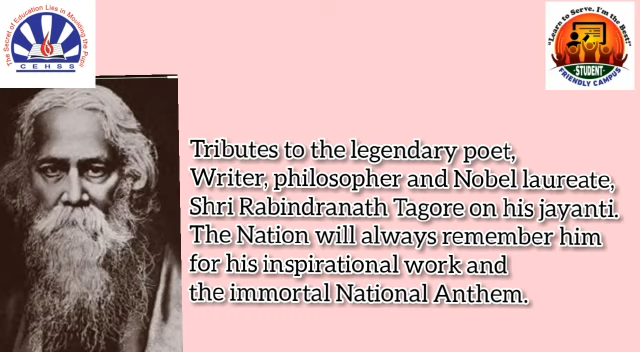 The Secret of Education Lies in Moulding the Pupil
C E H S S
"Learn to Serve. I'm the Best!"
STUDENT-
FRIENDLY CAMPUS
Tributes to the legendary poet,
Writer, philosopher and Nobel laureate,
Shri Rabindranath Tagore on his jayanti.
The Nation will always remember him
for his inspirational work and
the immortal National Anthem.